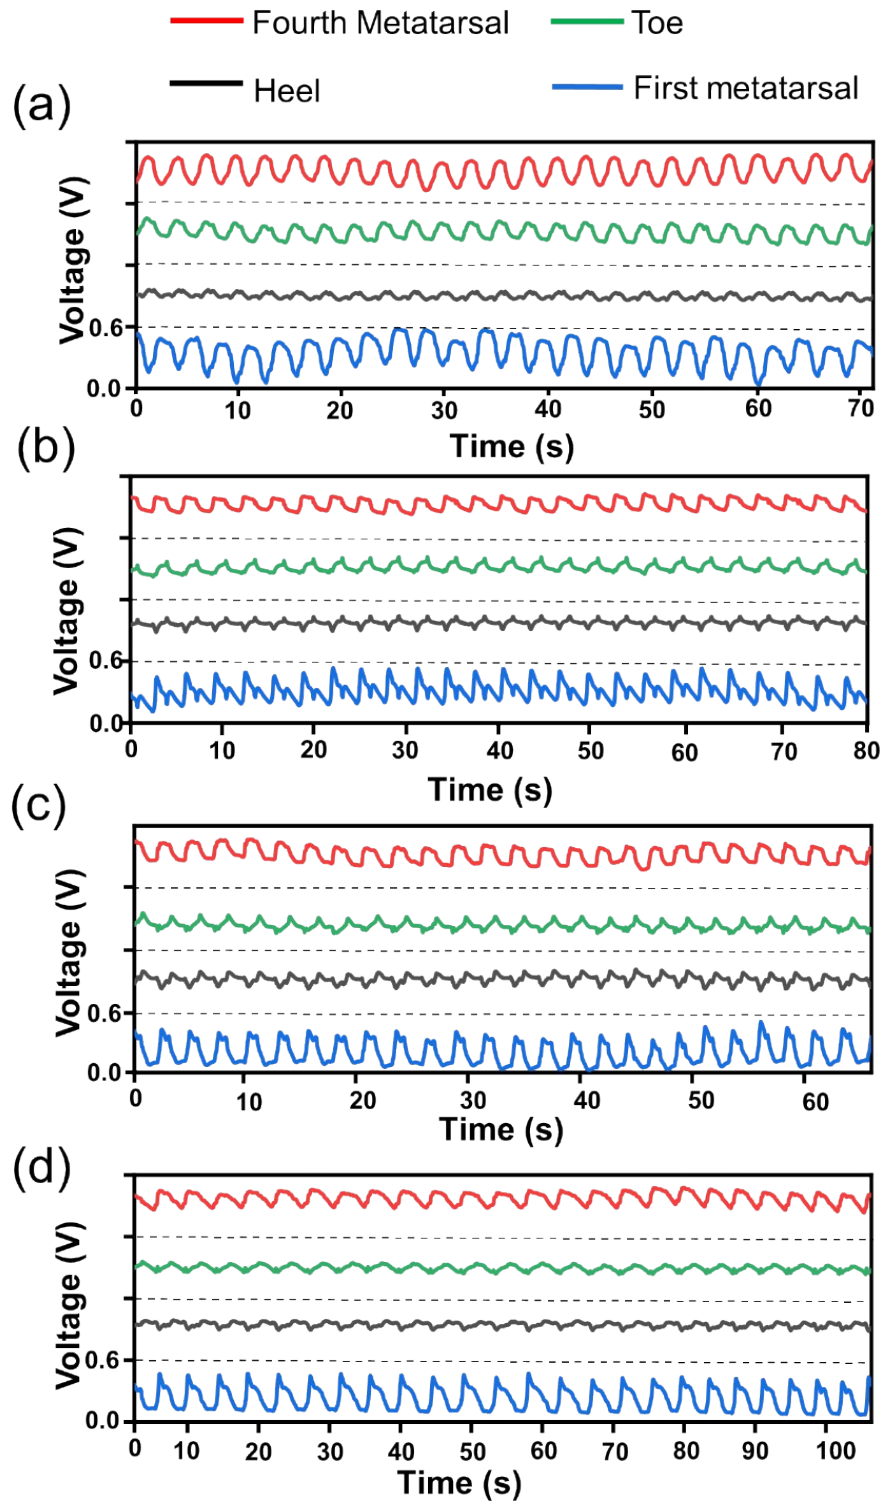 Fourth Metatarsal Toe
Heel First metatarsal
(a)
Voltage (V)
0.6
0.0
0 10 20 30 40 50 60 70
Time (s)
(b)
Voltage (V)
0.6
0.0
0 10 20 30 40 50 60 70 80
Time (s)
(c)
Voltage (V)
0.6
0.0
0 10 20 30 40 50 60
Time (s)
(d)
Voltage (V)
0.6
0.0
0 10 20 30 40 50 60 70 80 90 100
Time (s)